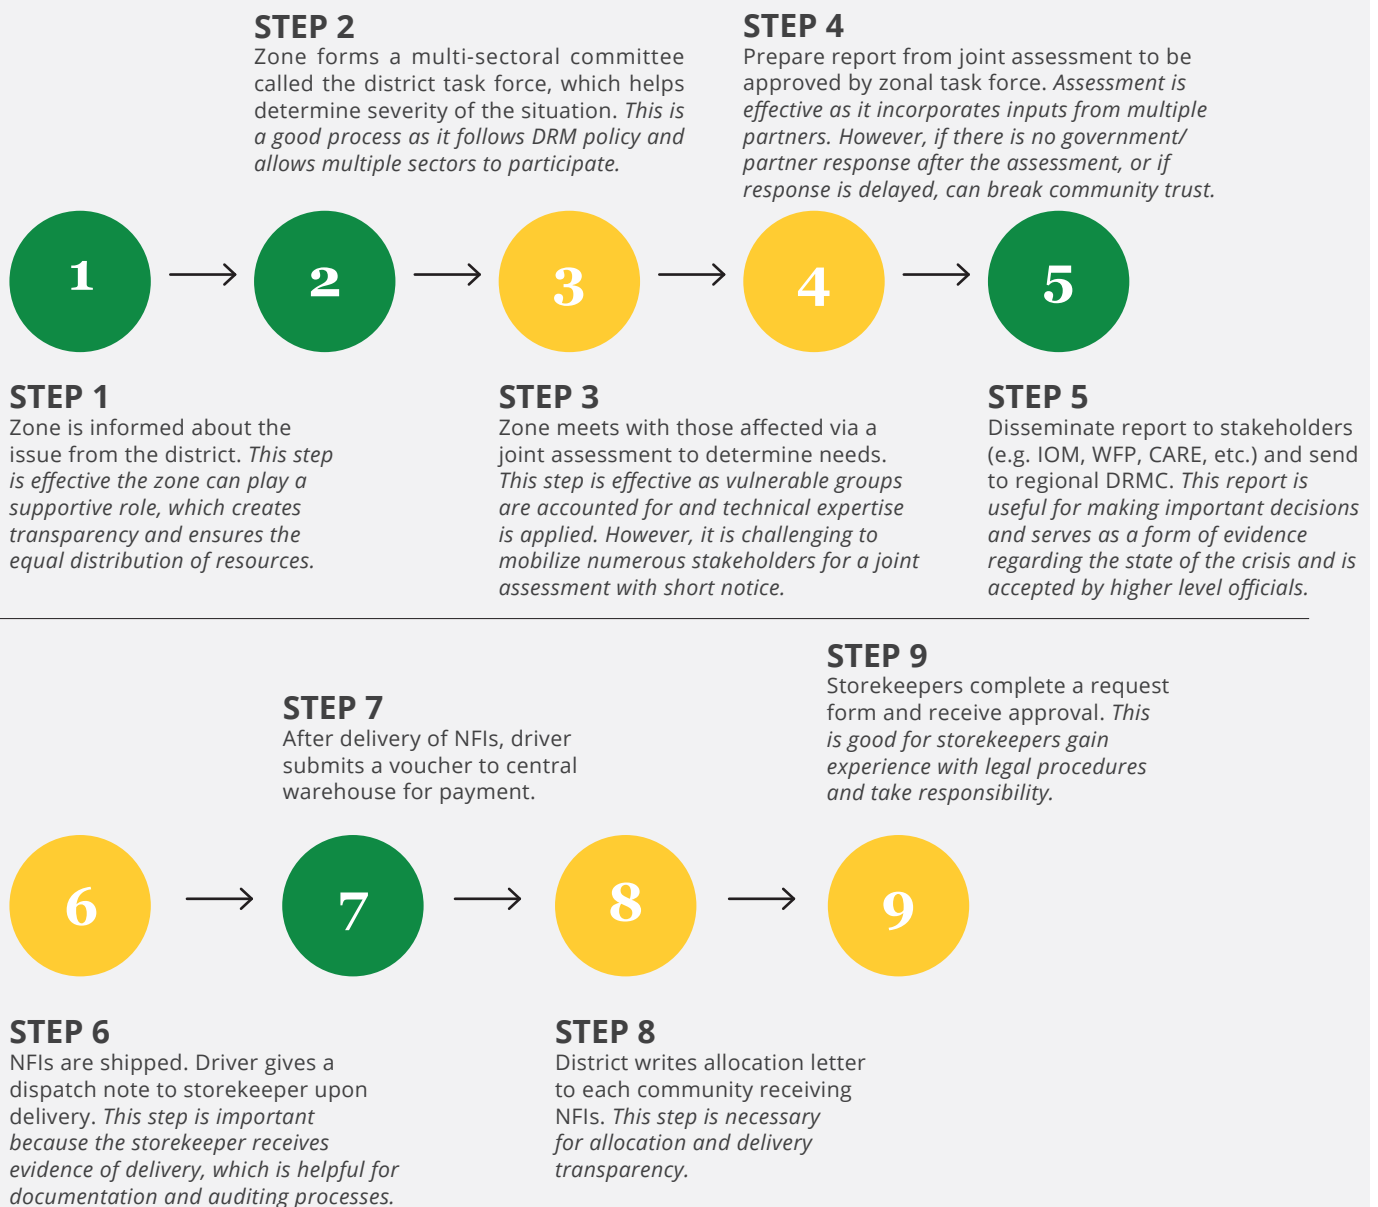 STEP 2
Zone forms a multi-sectoral committee
called the district task force, which helps
determine severity of the situation. This is
a good process as it follows DRM policy and
allows multiple sectors to participate.
STEP 4
Prepare report from joint assessment to be
approved by zonal task force. Assessment is
effective as it incorporates inputs from multiple
partners. However, if there is no government/
partner response after the assessment, or if
response is delayed, can break community trust.
1
2
3
4
5
STEP 1
Zone is informed about the
issue from the district. This step
is effective the zone can play a
supportive role, which creates
transparency and ensures the
equal distribution of resources.
STEP 3
Zone meets with those affected via a
joint assessment to determine needs.
This step is effective as vulnerable groups
are accounted for and technical expertise
is applied. However, it is challenging to
mobilize numerous stakeholders for a joint
assessment with short notice.
STEP 5
Disseminate report to stakeholders
(e.g. IOM, WFP, CARE, etc.) and send
to regional DRMC. This report is
useful for making important decisions
and serves as a form of evidence
regarding the state of the crisis and is
accepted by higher level officials.
STEP 7
After delivery of NFIs, driver
submits a voucher to central
warehouse for payment.
STEP 9
Storekeepers complete a request
form and receive approval. This
is good for storekeepers gain
experience with legal procedures
and take responsibility.
6
7
8
9
STEP 6
NFIs are shipped. Driver gives a
dispatch note to storekeeper upon
delivery. This step is important
because the storekeeper receives
evidence of delivery, which is helpful for
documentation and auditing processes.
STEP 8
District writes allocation letter
to each community receiving
NFIs. This step is necessary
for allocation and delivery
transparency.